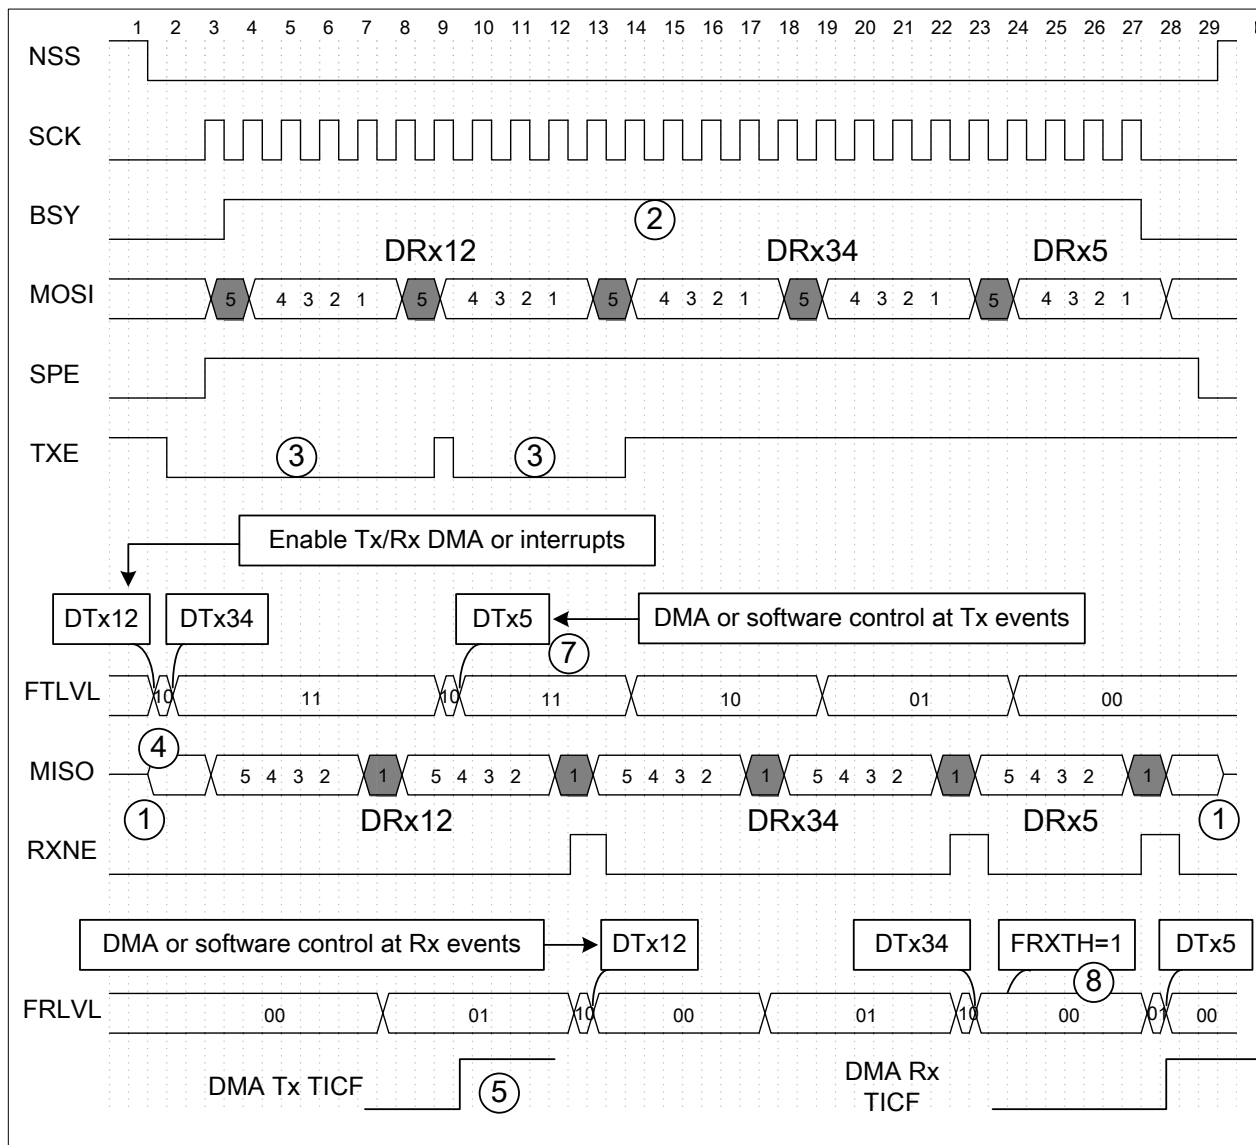 1 2 3 4 5 6 7 8 9 10 11 12 13 14 15 16 17 18 19 20 21 22 23 24 25 26 27 28 29
NSS
SCK
BSY
2
DRx12 DRx34 DRx5
MOSI 5 4 3 2 1 5 4 3 2 1 5 4 3 2 1 5 4 3 2 1 5 4 3 2 1
SPE
TXE 3 3
Enable Tx/Rx DMA or interrupts
DTx12 DTx34 DTx5 DMA or software control at Tx events
7
FTLVL 10 11 10 11 10 01 00
4
MISO 5 4 3 2 1 5 4 3 2 1 5 4 3 2 1 5 4 3 2 1 5 4 3 2 1
1 DRx12 DRx34 DRx5 1
RXNE
DMA or software control at Rx events DTx12 DTx34 FRXTH=1 DTx5
8
FRLVL 00 01 10 00 01 10 00 01 00
DMA Tx TICF 5 DMA Rx
TICF